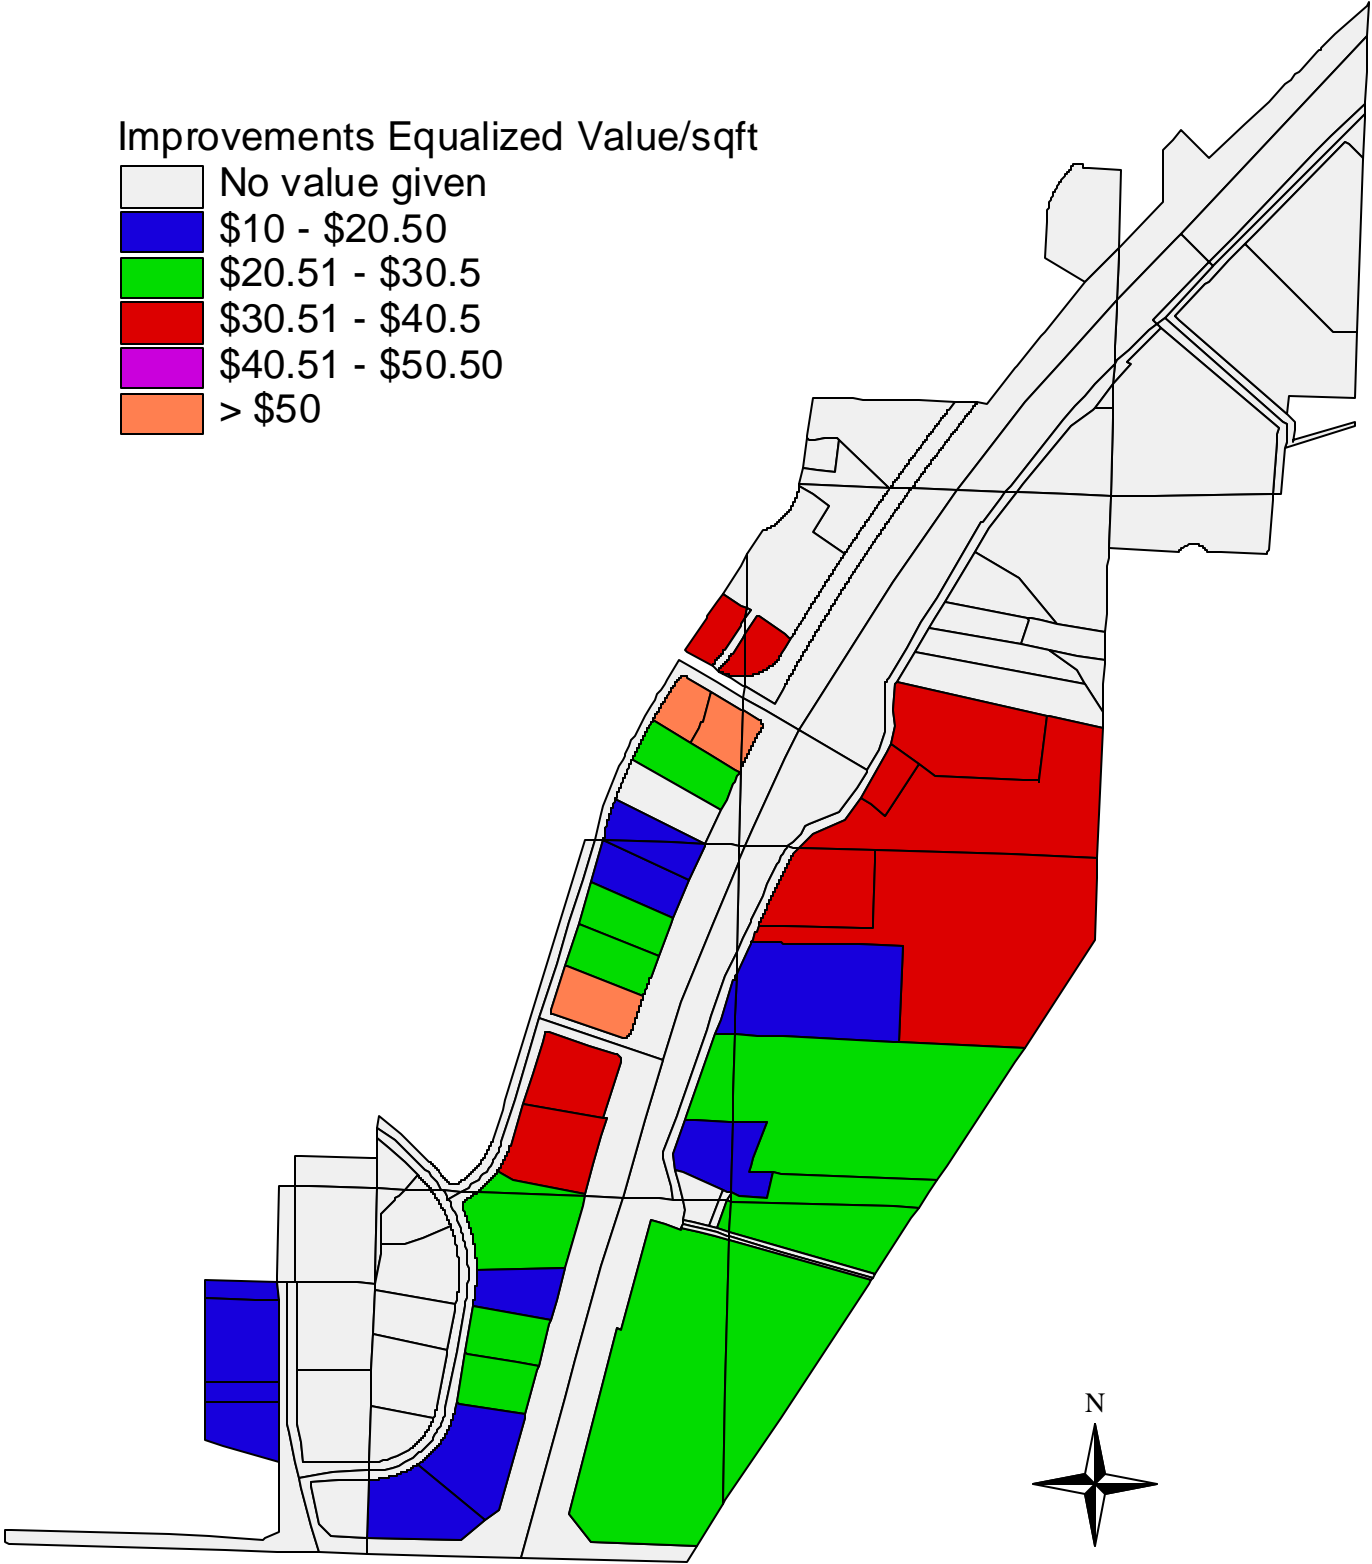 Improvements Equalized Value/sqft
No value given
$10 - $20.50
$20.51 - $30.5
$30.51 - $40.5
$40.51 - $50.50
> $50
N